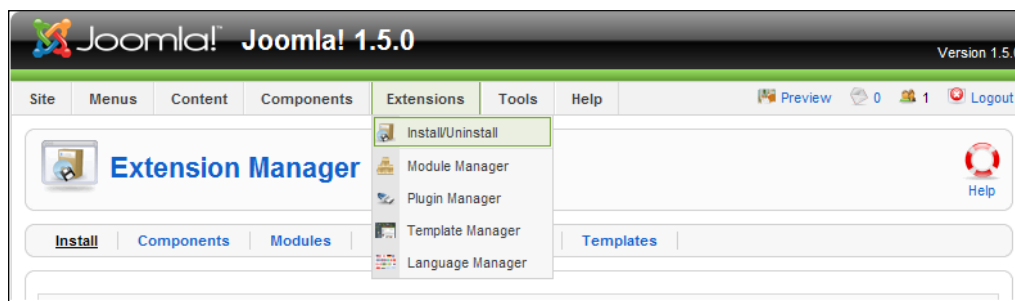 Joomla! Joomla! 1.5.0
Version 1.5.
Site Menus Content Components Extensions Tools Help Preview 0 1 Logout
Install/Uninstall
Extension Manager Module Manager
Help
Plugin Manager
Template Manager
Install Components Modules Templates
Language Manager